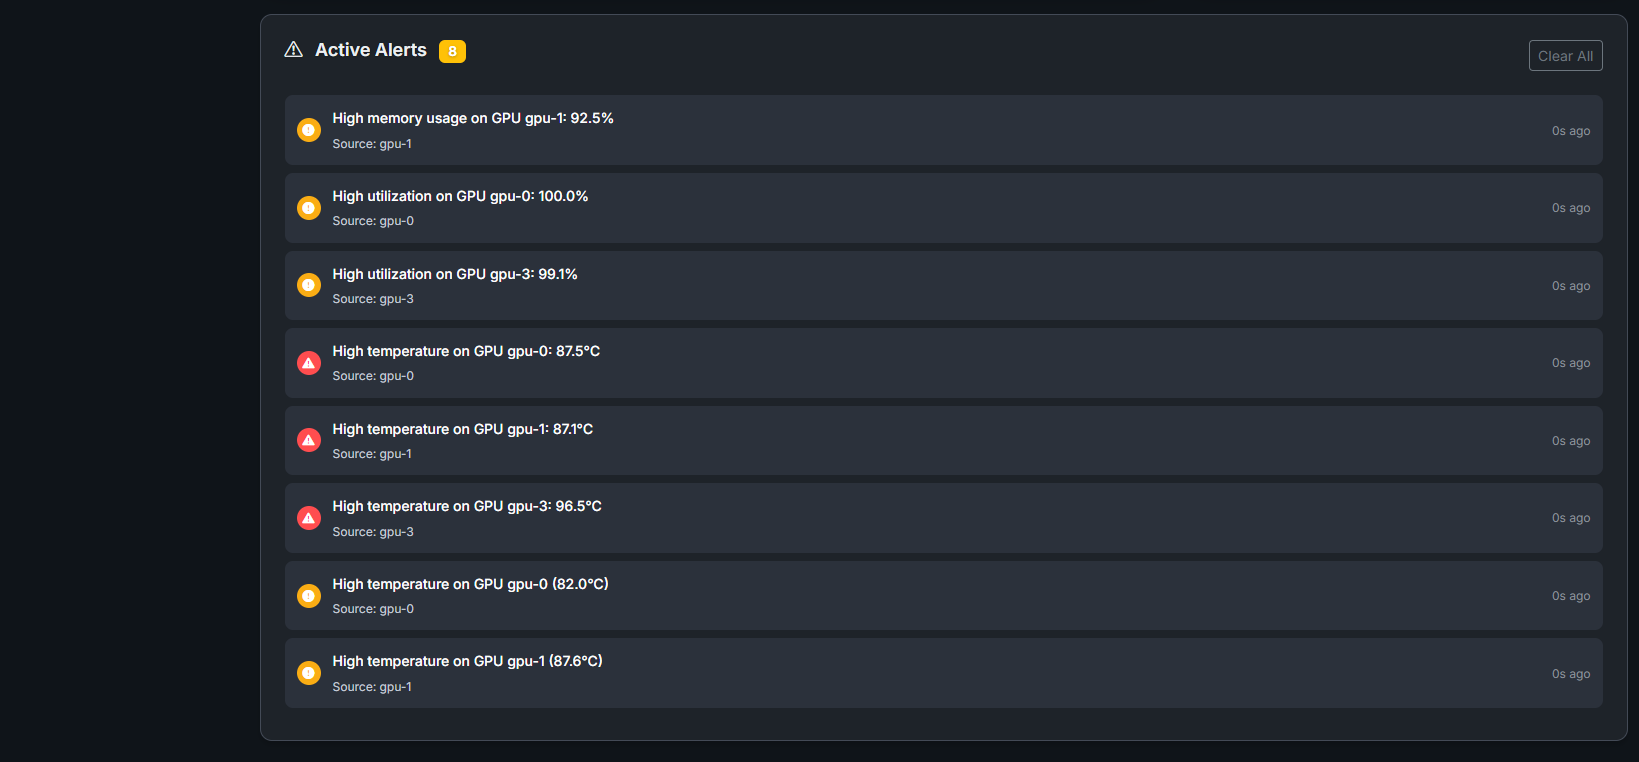 Active Alerts 8
Clear All
High memory usage on GPU gpu-1: 92.5%
Source: gpu-1
0s ago
High utilization on GPU gpu-0: 100.0%
Source: gpu-0
0s ago
High utilization on GPU gpu-3: 99.1%
Source: gpu-3
0s ago
High temperature on GPU gpu-0: 87.5°C
Source: gpu-0
0s ago
High temperature on GPU gpu-1: 87.1°C
Source: gpu-1
0s ago
High temperature on GPU gpu-3: 96.5°C
Source: gpu-3
0s ago
High temperature on GPU gpu-0 (82.0°C)
Source: gpu-0
0s ago
High temperature on GPU gpu-1 (87.6°C)
Source: gpu-1
0s ago